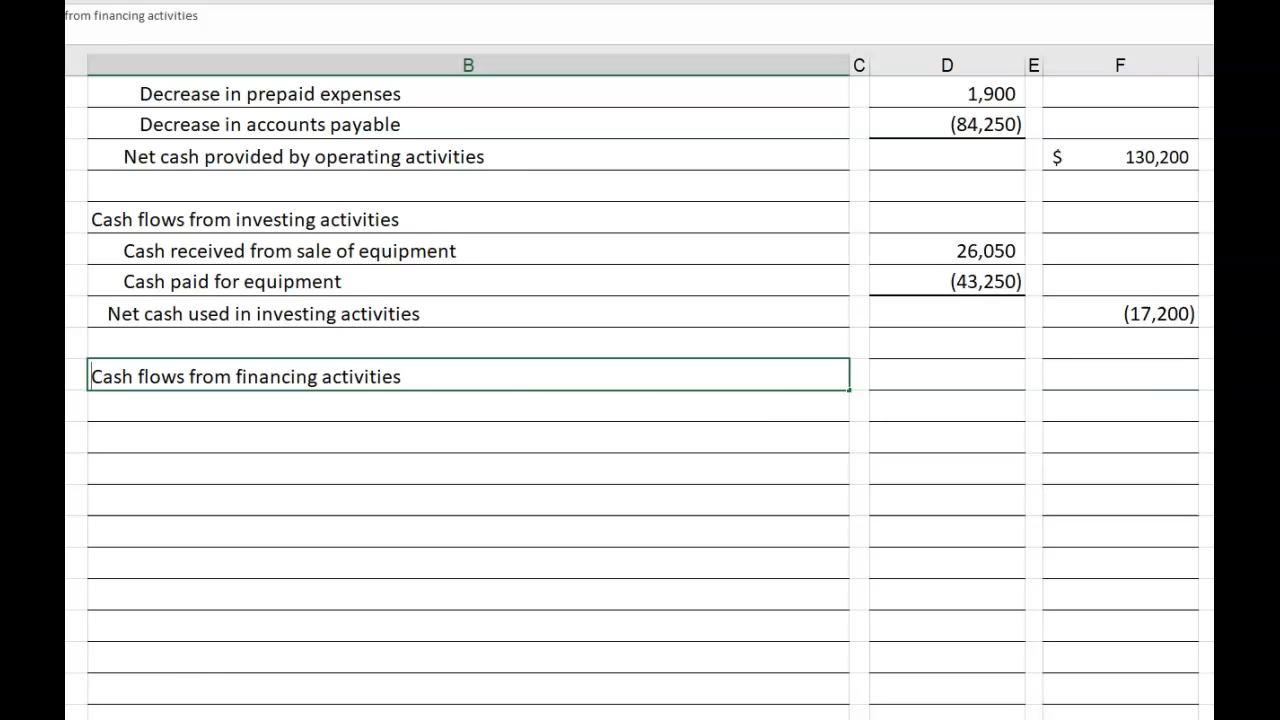 from financing activities
B C D E F
Decrease in prepaid expenses 1,900
Decrease in accounts payable (84,250)
Net cash provided by operating activities $ 130,200
Cash flows from investing activities
Cash received from sale of equipment 26,050
Cash paid for equipment (43,250)
Net cash used in investing activities (17,200)
Cash flows from financing activities